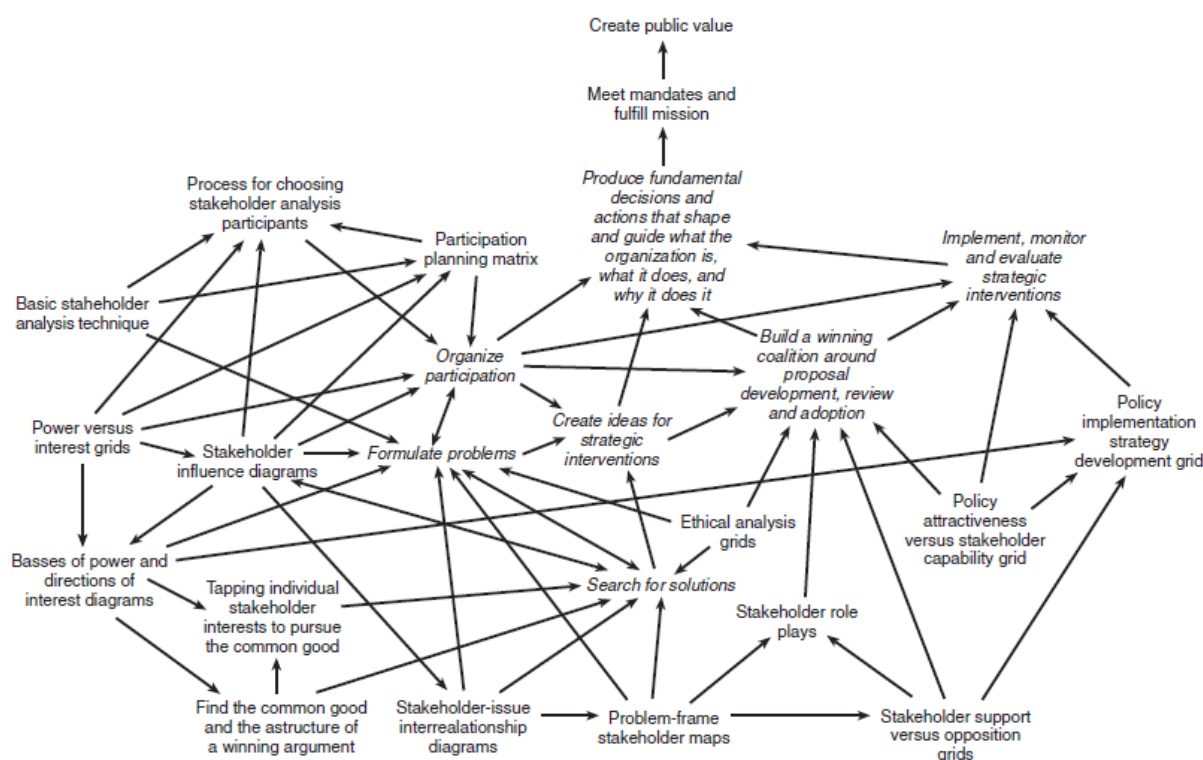 Create public value
Meet mandates and
fulfill mission
Process for choosing
stakeholder analysis
participants
Produce fundamental
decisions and
actions that shape
and guide what the
organization is,
what it does, and
why it does it
Participation
planning matrix
Implement, monitor
and evaluate
strategic
interventions
Basic staheholder
analysis technique
Organize
participation
Build a winning
coalition around
proposal
development, review
and adoption
Create ideas for
strategic
interventions
Policy
implementation
strategy
development grid
Power versus
interest grids
Stakeholder
influence diagrams
Formulate problems
Ethical analysis
grids
Policy
attractiveness
versus stakeholder
capability grid
Basses of power and
directions of
interest diagrams
Tapping individual
stakeholder
interests to pursue
the common good
Search for solutions
Stakeholder role
plays
Find the common good
and the astructure of
a winning argument
Stakeholder-issue
interrealationship
diagrams
Problem-frame
stakeholder maps
Stakeholder support
versus opposition
grids